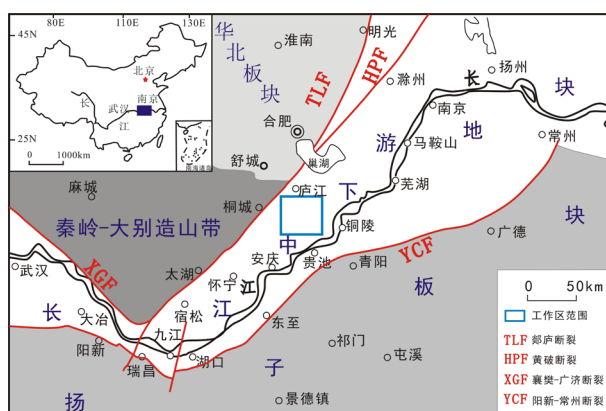 45N
80E
110E
130E
25N
北京
南京
武汉
长
江
南海诸岛
0 1000km
华
北
板
块
淮南
明光
TLF
HPF
滁州
长
扬州
块
合肥
巢湖
南京
常州
地
游
马鞍山
舒城
麻城
庐江
下
芜湖
桐城
秦岭-大别造山带
铜陵
中
广德
块
YCF
XGF
武汉
太湖
安庆
贵池
青阳
怀宁
江
板
长
大冶
宿松
江
东至
九江
阳新
瑞昌
湖口
子
祁门
屯溪
扬
景德镇
0 50km
工作区范围
TLF 郯庐断裂
HPF 黄破断裂
XGF 襄樊-广济断裂
YCF 阳新-常州断裂